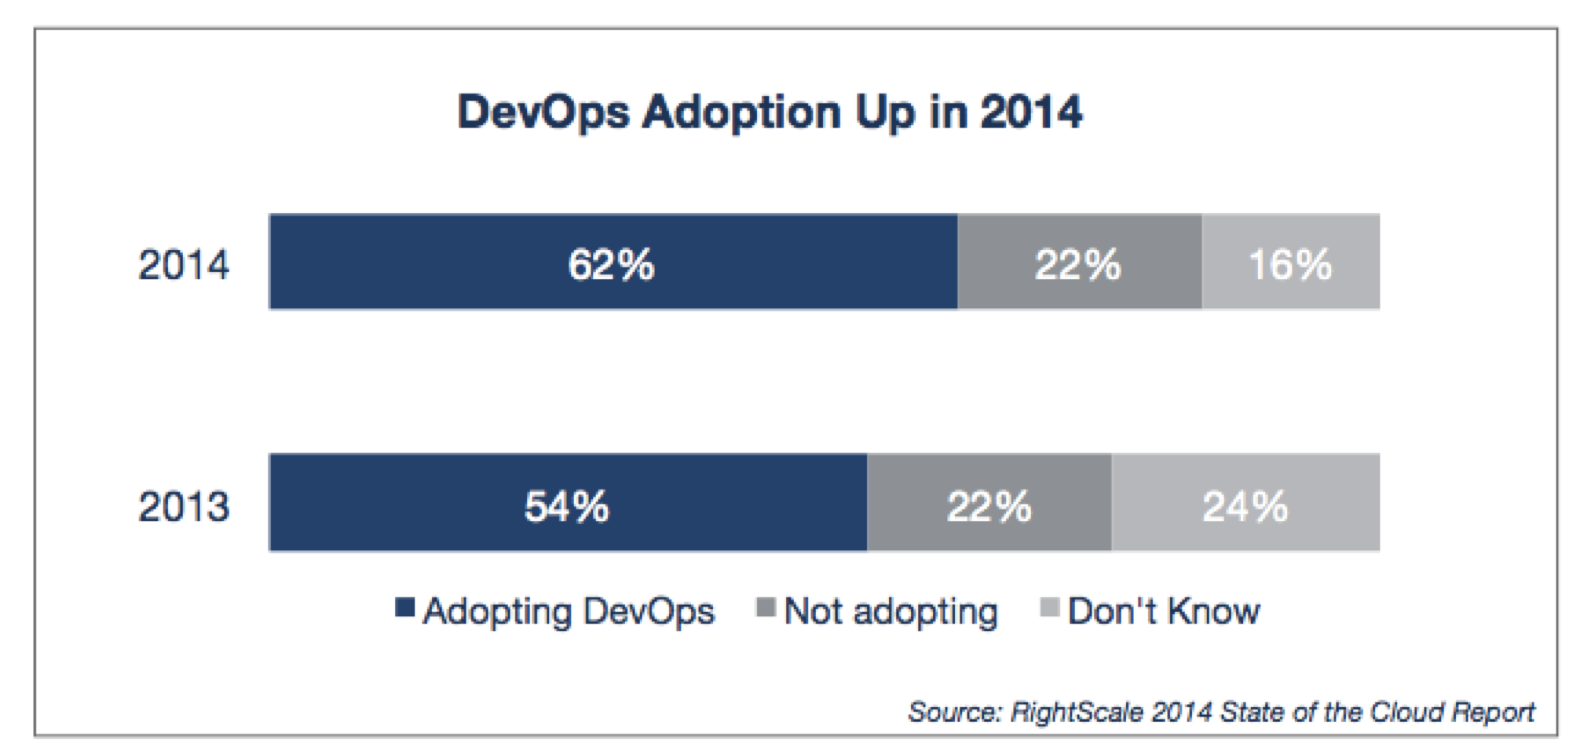 DevOps Adoption Up in 2014
2014 62% 22% 16%
2013 54% 22% 24%
Adopting DevOps Not adopting Don't Know
Source: RightScale 2014 State of the Cloud Report